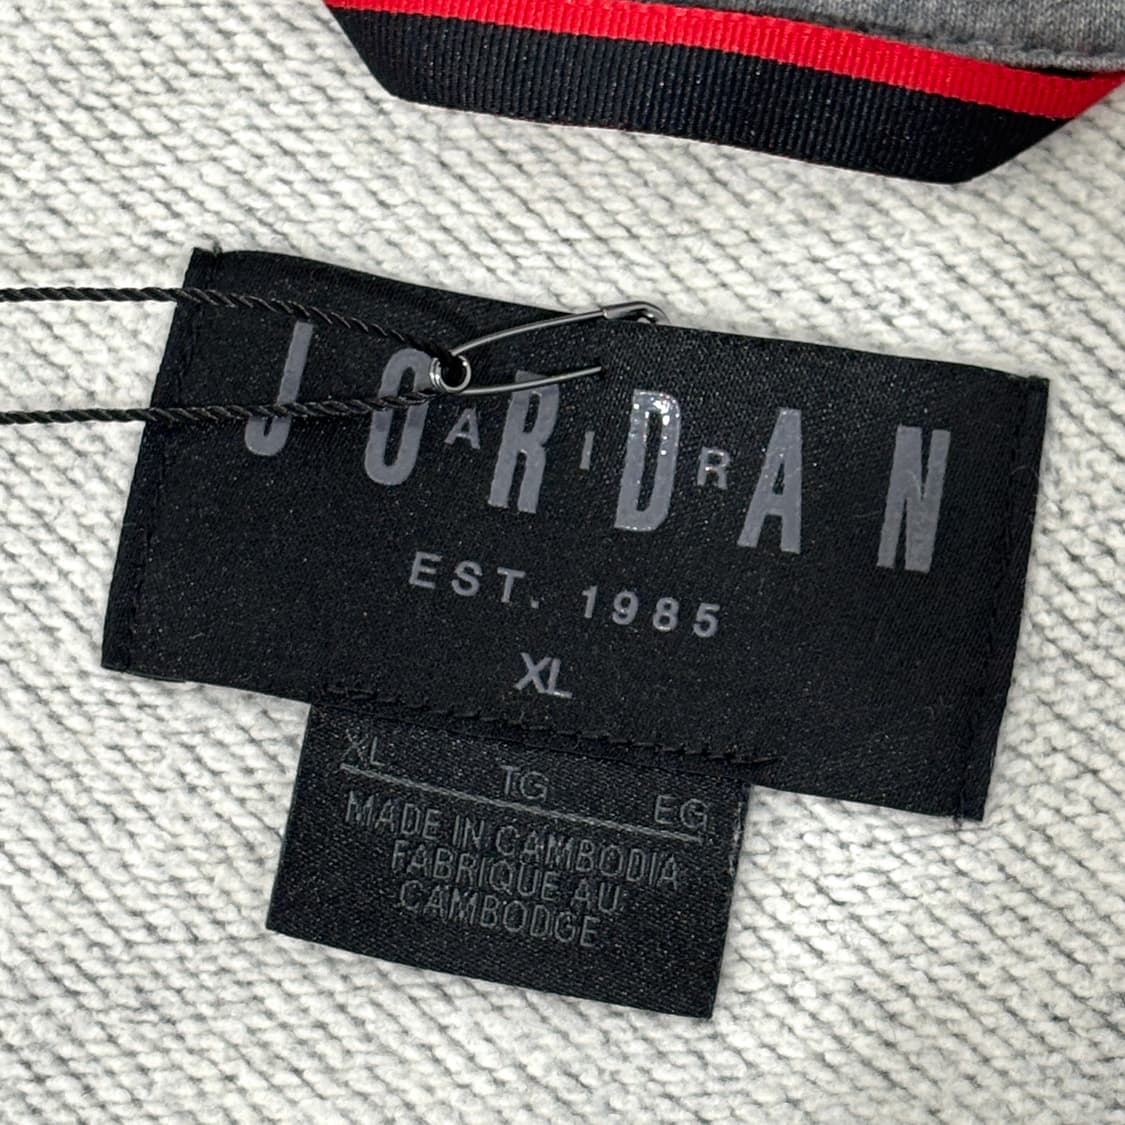 JORDAN
AIR
EST. 1985
XL
XL TG EG
MADE IN CAMBODIA
FABRIQUE AU
CAMBODGE